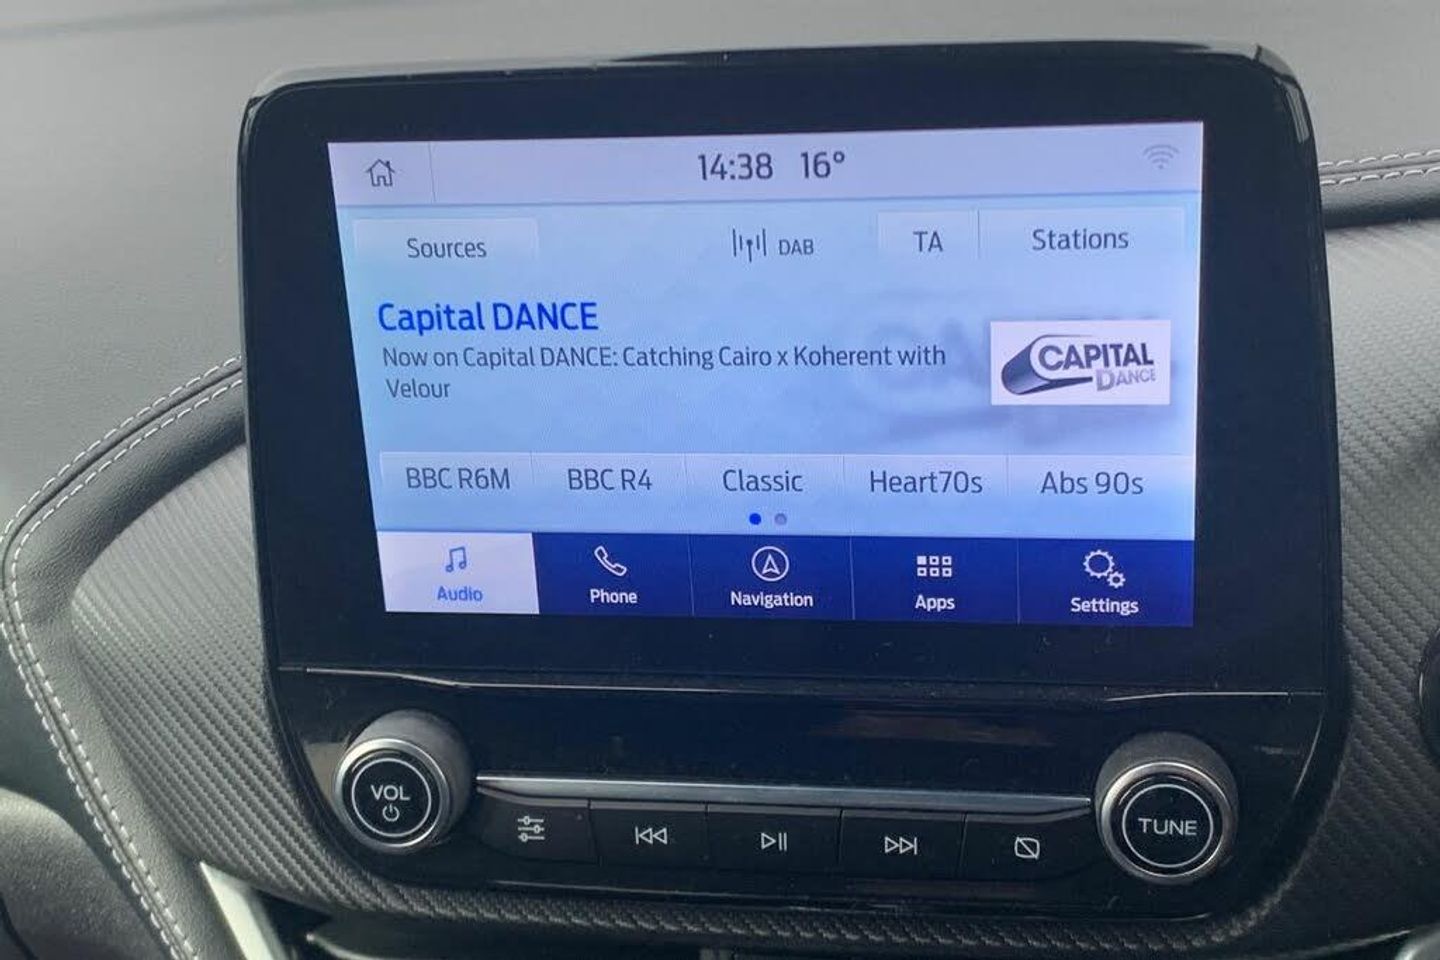 14:38 16°
Sources DAB TA Stations
Capital DANCE
Now on Capital DANCE: Catching Cairo x Koherent with
Velour
CAPITAL
DANCE
BBC R6M BBC R4 Classic Heart70s Abs 90s
Audio Phone Navigation Apps Settings
VOL
TUNE